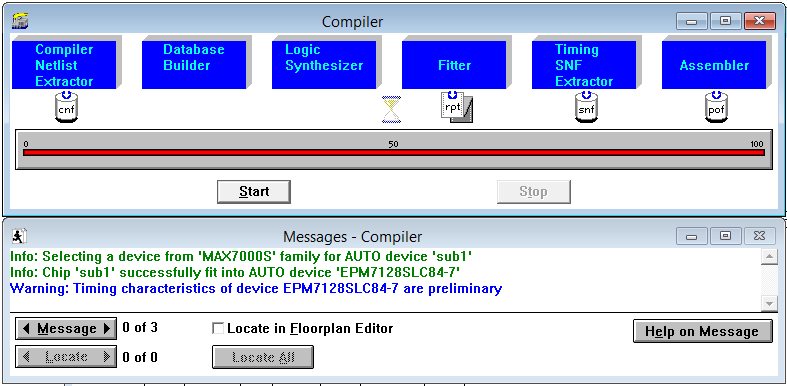 Compiler
Compiler
Netlist
Extractor
Database
Builder
Logic
Synthesizer
Fitter
Timing
SNF
Extractor
Assembler
cnf
rpt
snf
pof
0 50 100
Start Stop
Messages - Compiler
Info: Selecting a device from 'MAX7000S' family for AUTO device 'sub1'
Info: Chip 'sub1' successfully fit into AUTO device 'EPM7128SLC84-7'
Warning: Timing characteristics of device EPM7128SLC84-7 are preliminary
Message 0 of 3 Locate in Floorplan Editor Help on Message
Locate 0 of 0 Locate All